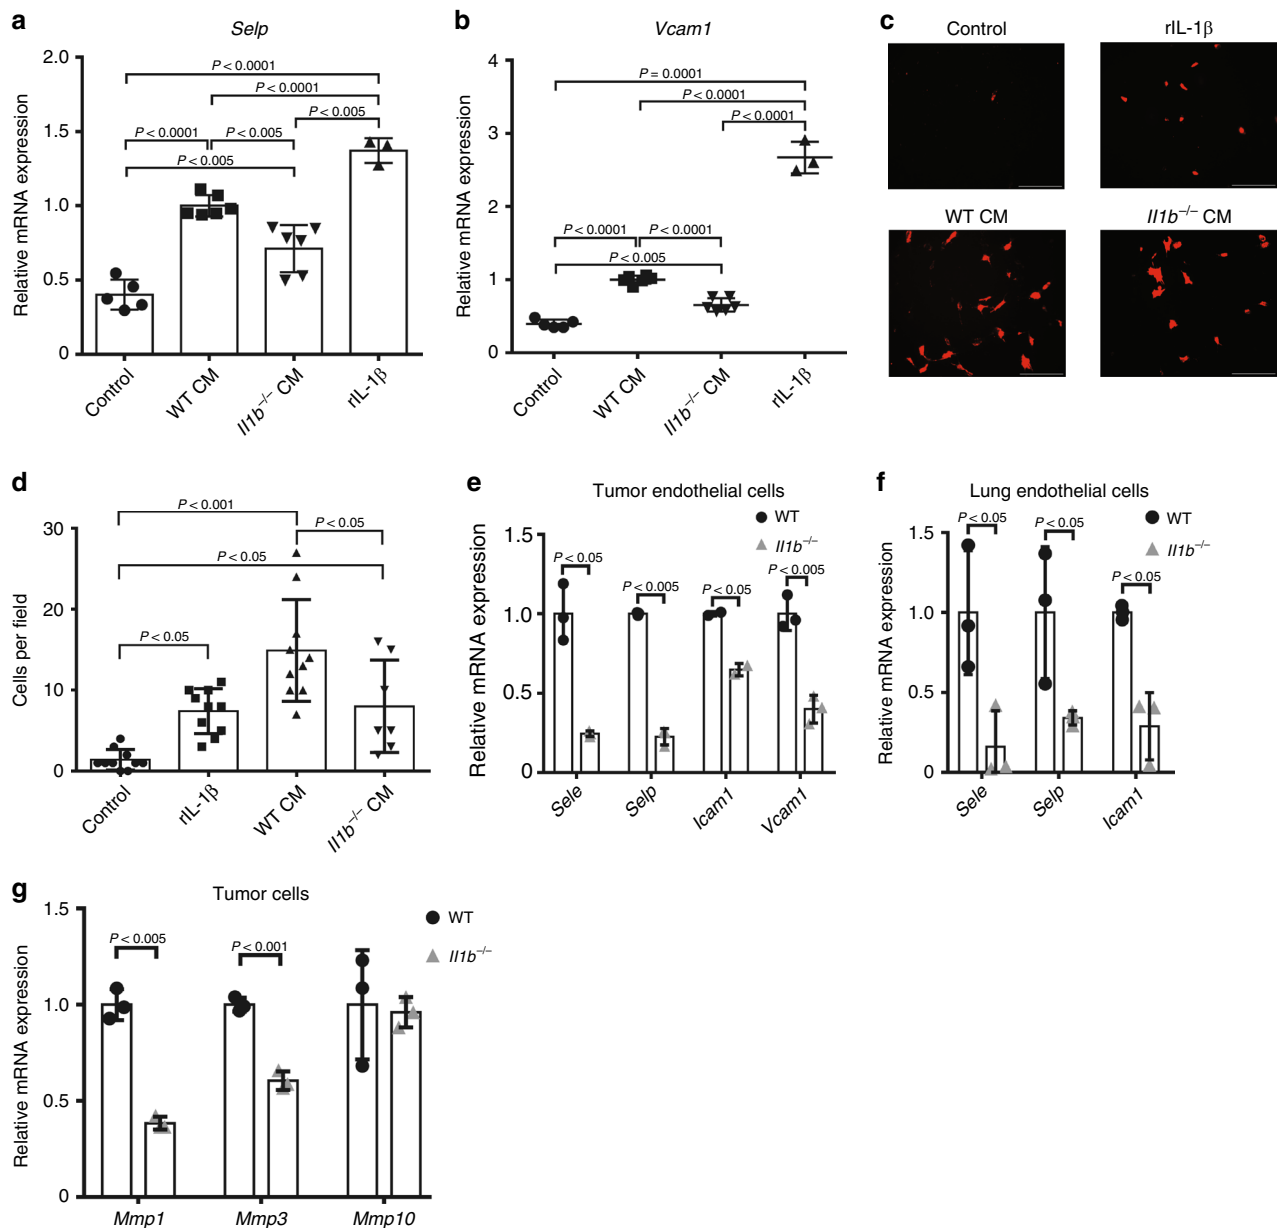 a
Selp
Relative mRNA expression
2.0
1.5
1.0
0.5
0
P < 0.0001
P < 0.0001
P < 0.005
P < 0.0001
P < 0.005
P < 0.005
Control
WT CM
Il1b–/– CM
rIL-1β
b
Vcam1
Relative mRNA expression
4
3
2
1
0
P = 0.0001
P < 0.0001
P < 0.0001
P < 0.0001
P < 0.0001
P < 0.005
Control
WT CM
Il1b–/– CM
rIL-1β
c
Control
rIL-1β
WT CM
Il1b–/– CM
d
Cells per field
30
20
10
0
P < 0.001
P < 0.05
P < 0.05
P < 0.05
Control
rIL-1β
WT CM
Il1b–/– CM
e
Tumor endothelial cells
WT
Il1b–/–
Relative mRNA expression
1.5
1.0
0.5
0
P < 0.05
P < 0.005
P < 0.05
P < 0.005
Sele
Selp
Icam1
Vcam1
f
Lung endothelial cells
WT
Il1b–/–
Relative mRNA expression
1.5
1.0
0.5
0
P < 0.05
P < 0.05
P < 0.05
Sele
Selp
Icam1
g
Tumor cells
WT
Il1b–/–
Relative mRNA expression
1.5
1.0
0.5
0
P < 0.005
P < 0.001
Mmp1
Mmp3
Mmp10